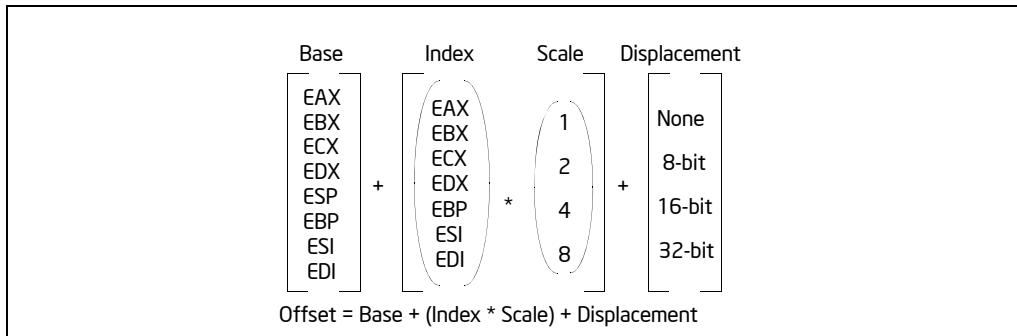 Base Index Scale Displacement
EAX
EBX
ECX
EDX
ESP
EBP
ESI
EDI
+
EAX
EBX
ECX
EDX
EBP
ESI
EDI
*
1
2
4
8
+
None
8-bit
16-bit
32-bit
Offset = Base + (Index * Scale) + Displacement